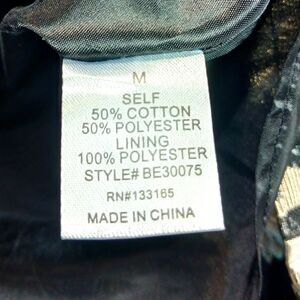 M
SELF
50% COTTON
50% POLYESTER
LINING
100% POLYESTER
STYLE# BE30075
RN#133165
MADE IN CHINA